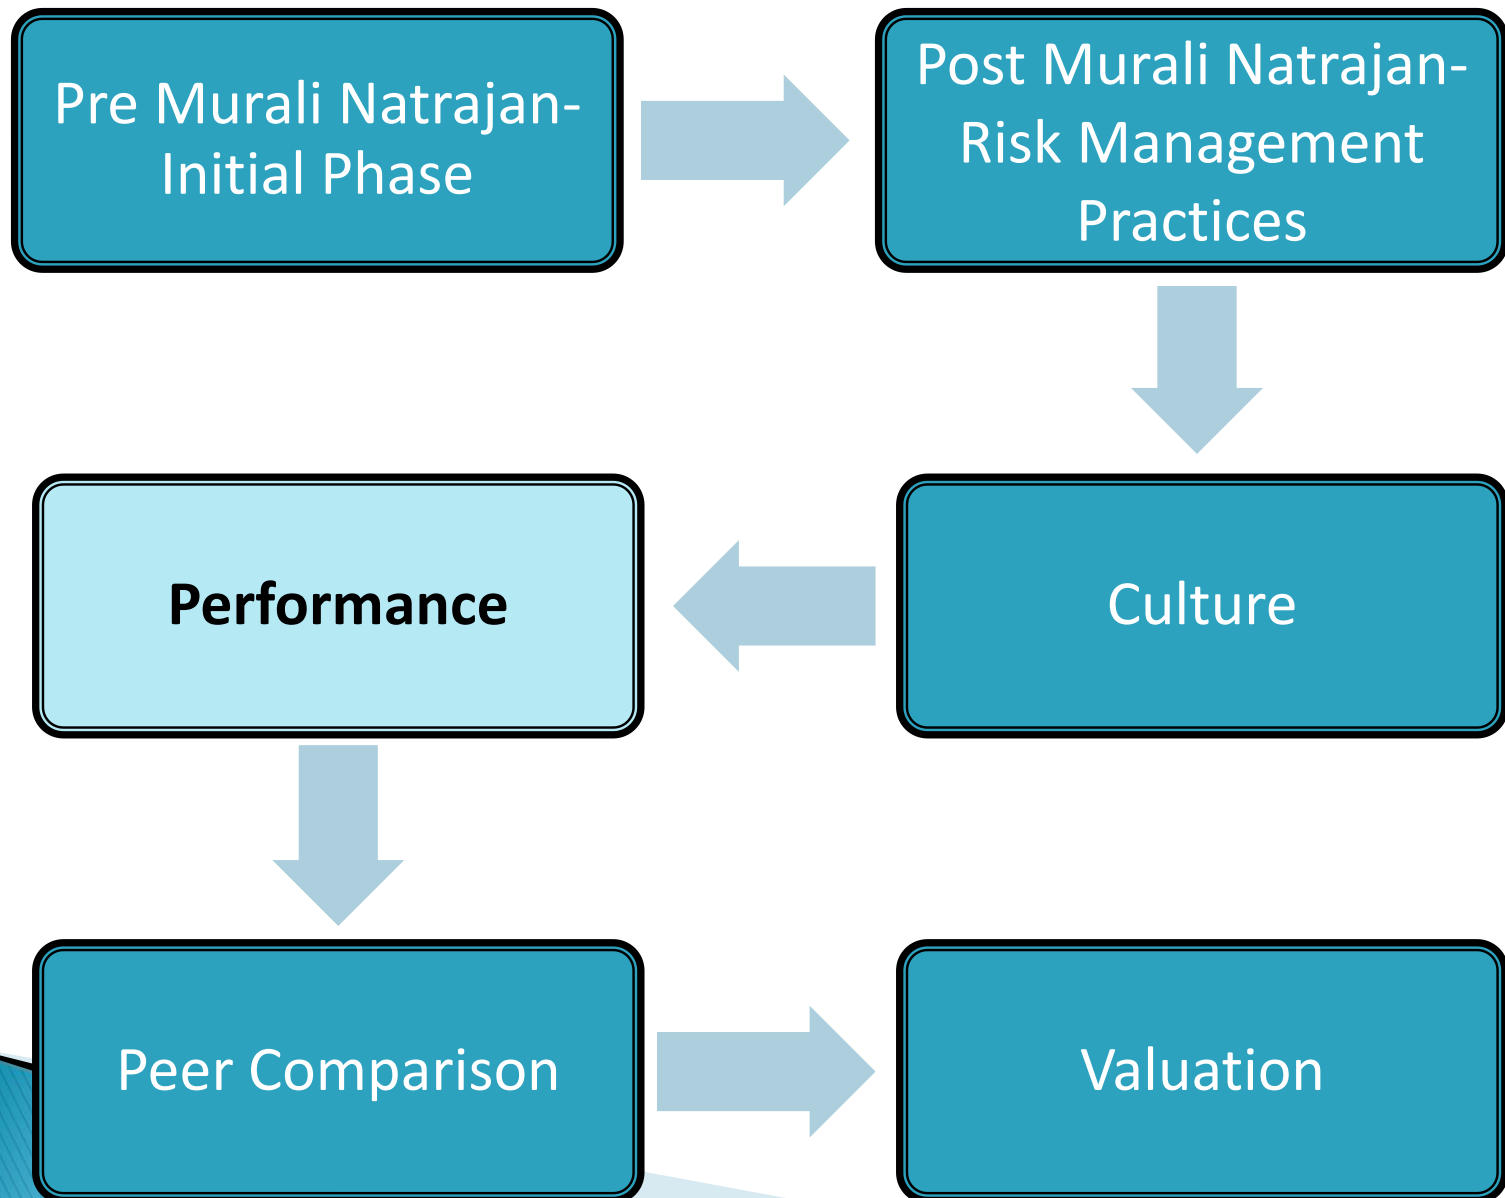 Pre Murali Natrajan-
Initial Phase
Post Murali Natrajan-
Risk Management
Practices
Culture
Performance
Peer Comparison
Valuation